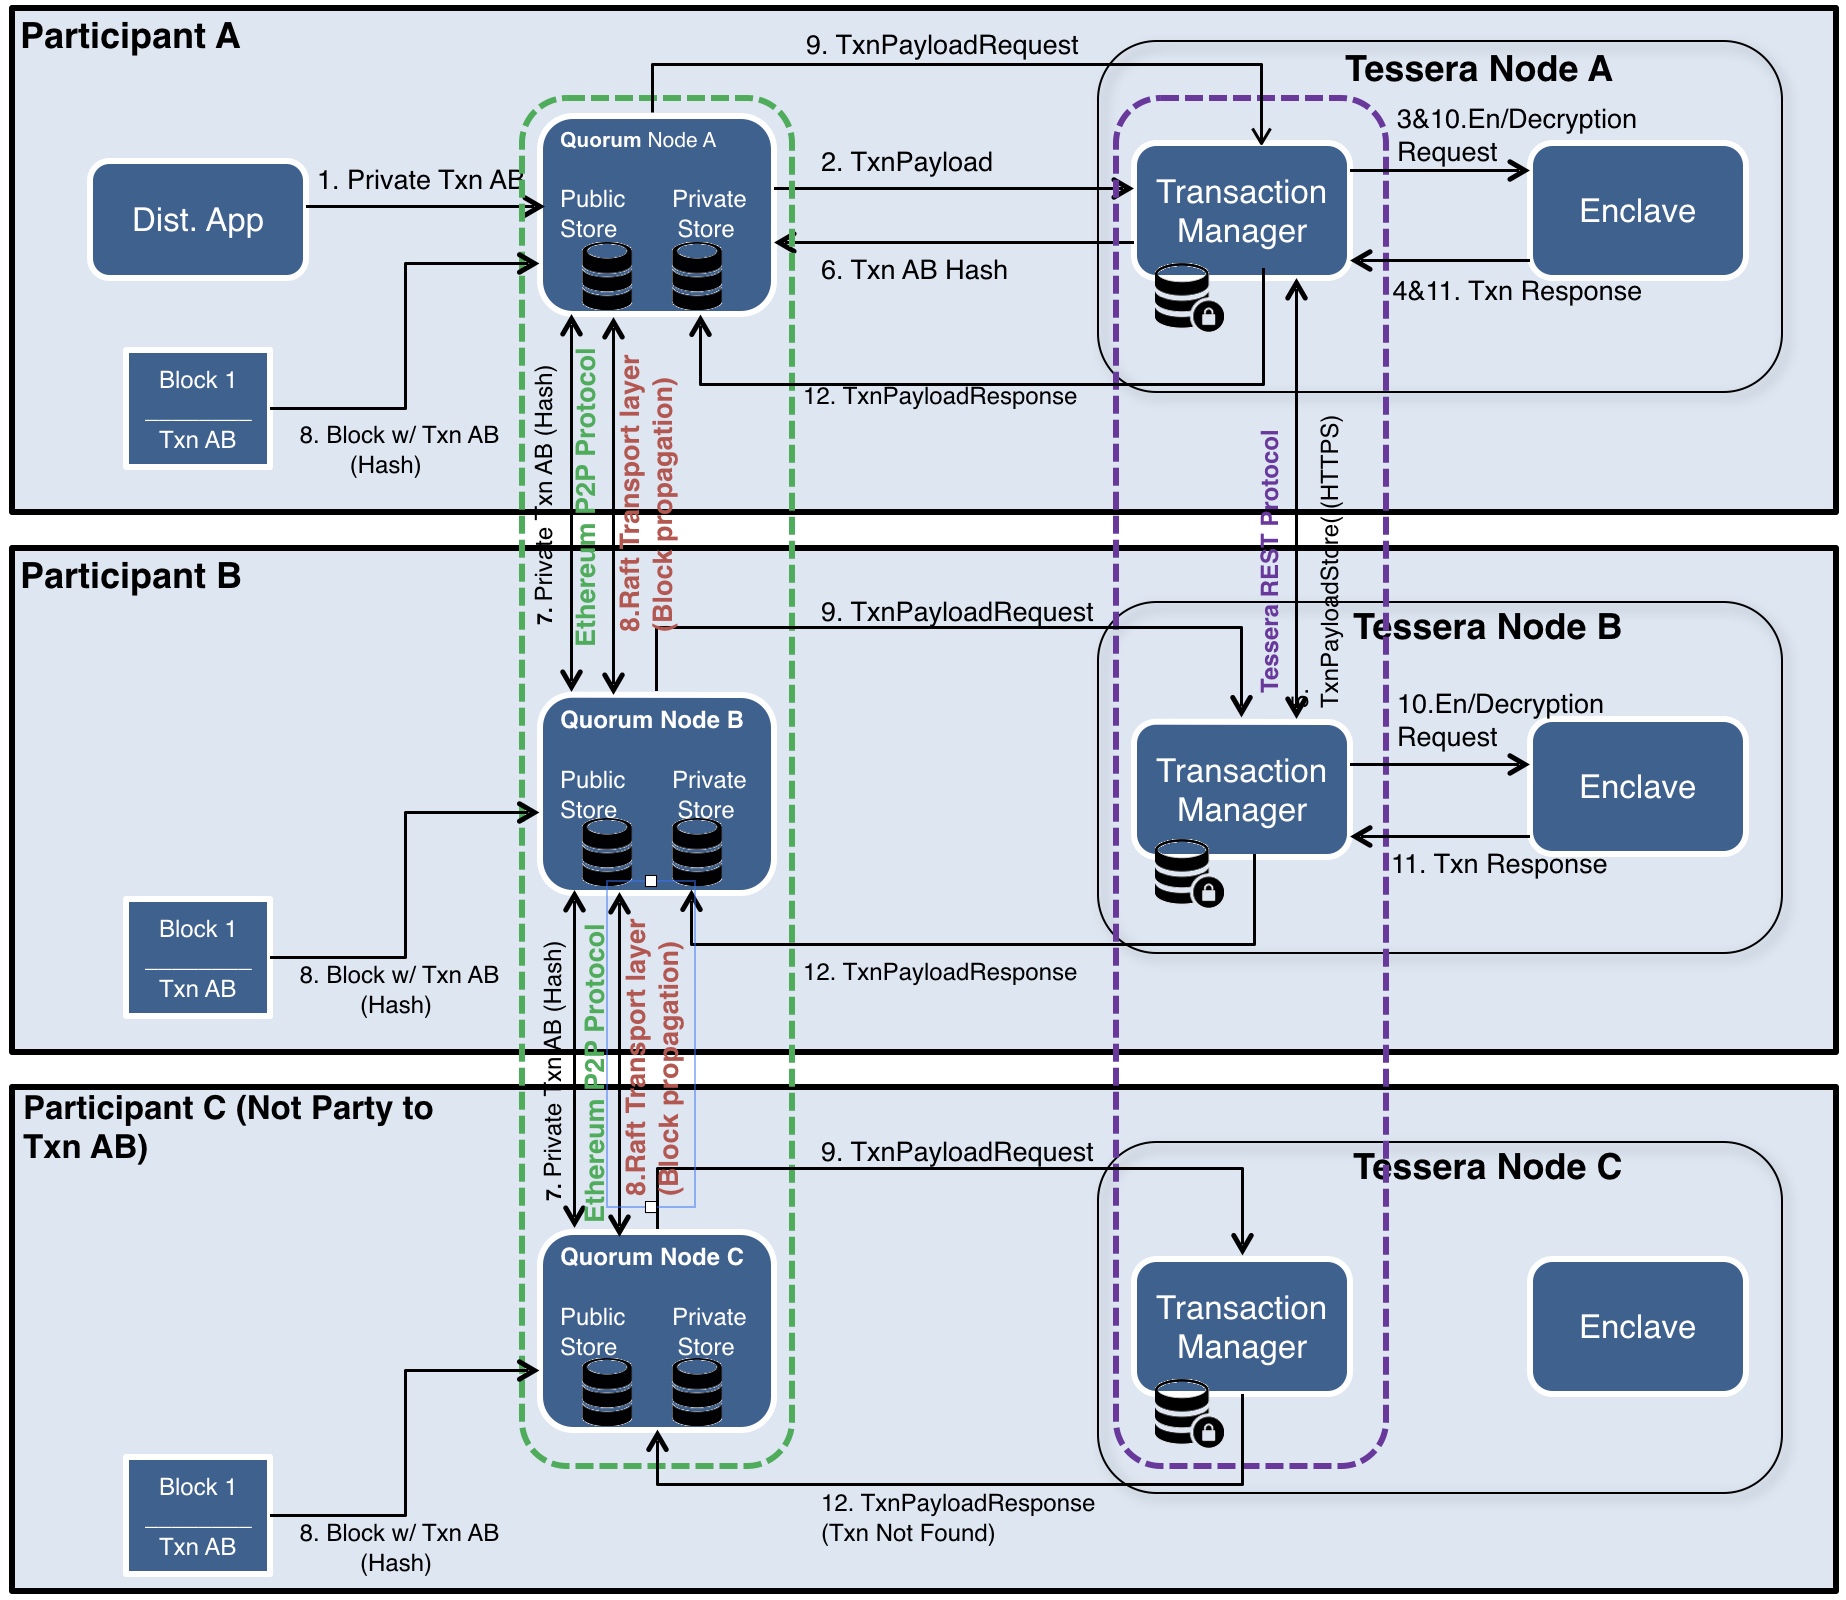 Participant A
9. TxnPayloadRequest
Tessera Node A
Quorum Node A
3&10.En/Decryption
Request
1. Private Txn AB
2. TxnPayload
Dist. App
Public
Store
Private
Store
Transaction
Manager
Enclave
6. Txn AB Hash
4&11. Txn Response
Block 1
Txn AB
8. Block w/ Txn AB
(Hash)
12. TxnPayloadResponse
7. Private Txn AB (Hash)
Ethereum P2P Protocol
8.Raft Transport layer
(Block propagation)
Tessera REST Protocol
TxnPayloadStore( (HTTPS)
Participant B
9. TxnPayloadRequest
Tessera Node B
Quorum Node B
10.En/Decryption
Request
Public
Store
Private
Store
Transaction
Manager
Enclave
11. Txn Response
Block 1
Txn AB
8. Block w/ Txn AB
(Hash)
12. TxnPayloadResponse
7. Private Txn AB (Hash)
Ethereum P2P Protocol
8.Raft Transport layer
(Block propagation)
Participant C (Not Party to
Txn AB)
9. TxnPayloadRequest
Tessera Node C
Quorum Node C
Public
Store
Private
Store
Transaction
Manager
Enclave
Block 1
Txn AB
8. Block w/ Txn AB
(Hash)
12. TxnPayloadResponse
(Txn Not Found)